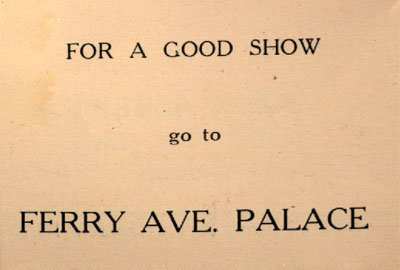 FOR A GOOD SHOW
go to
FERRY AVE. PALACE